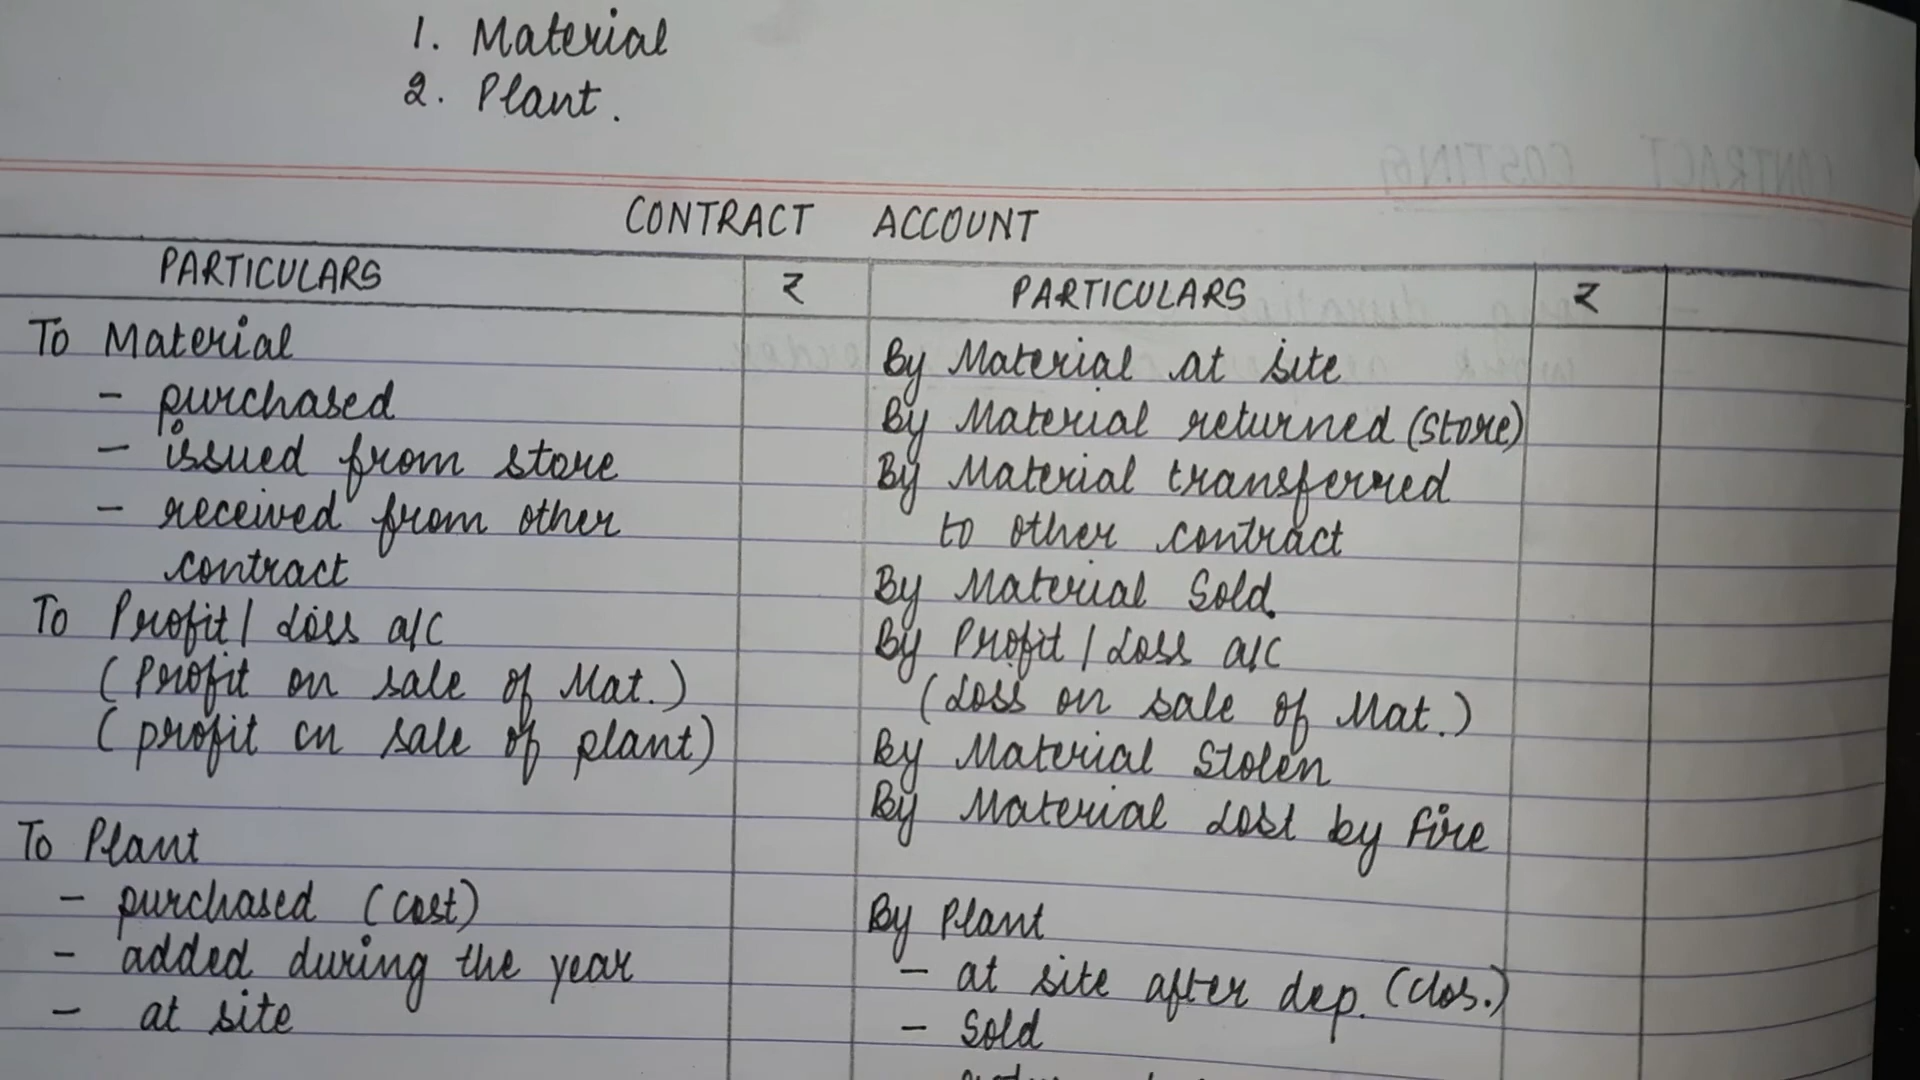 1. Material
2. Plant.
CONTRACT COSTING
CONTRACT ACCOUNT
PARTICULARS ₹ PARTICULARS ₹
To Material
- purchased
- issued from store
- received from other
contract
To Profit/ Loss a/c
(Profit on sale of Mat.)
(profit on sale of plant)
To Plant
- purchased (cost)
- added during the year
- at site
By Material at site
By Material returned (store)
By Material transferred
to other contract
By Material Sold.
By Profit / Loss a/c
(Loss on sale of Mat.)
By Material Stolen
By Material Lost by fire
By Plant
- at site after dep. (clos.)
- Sold